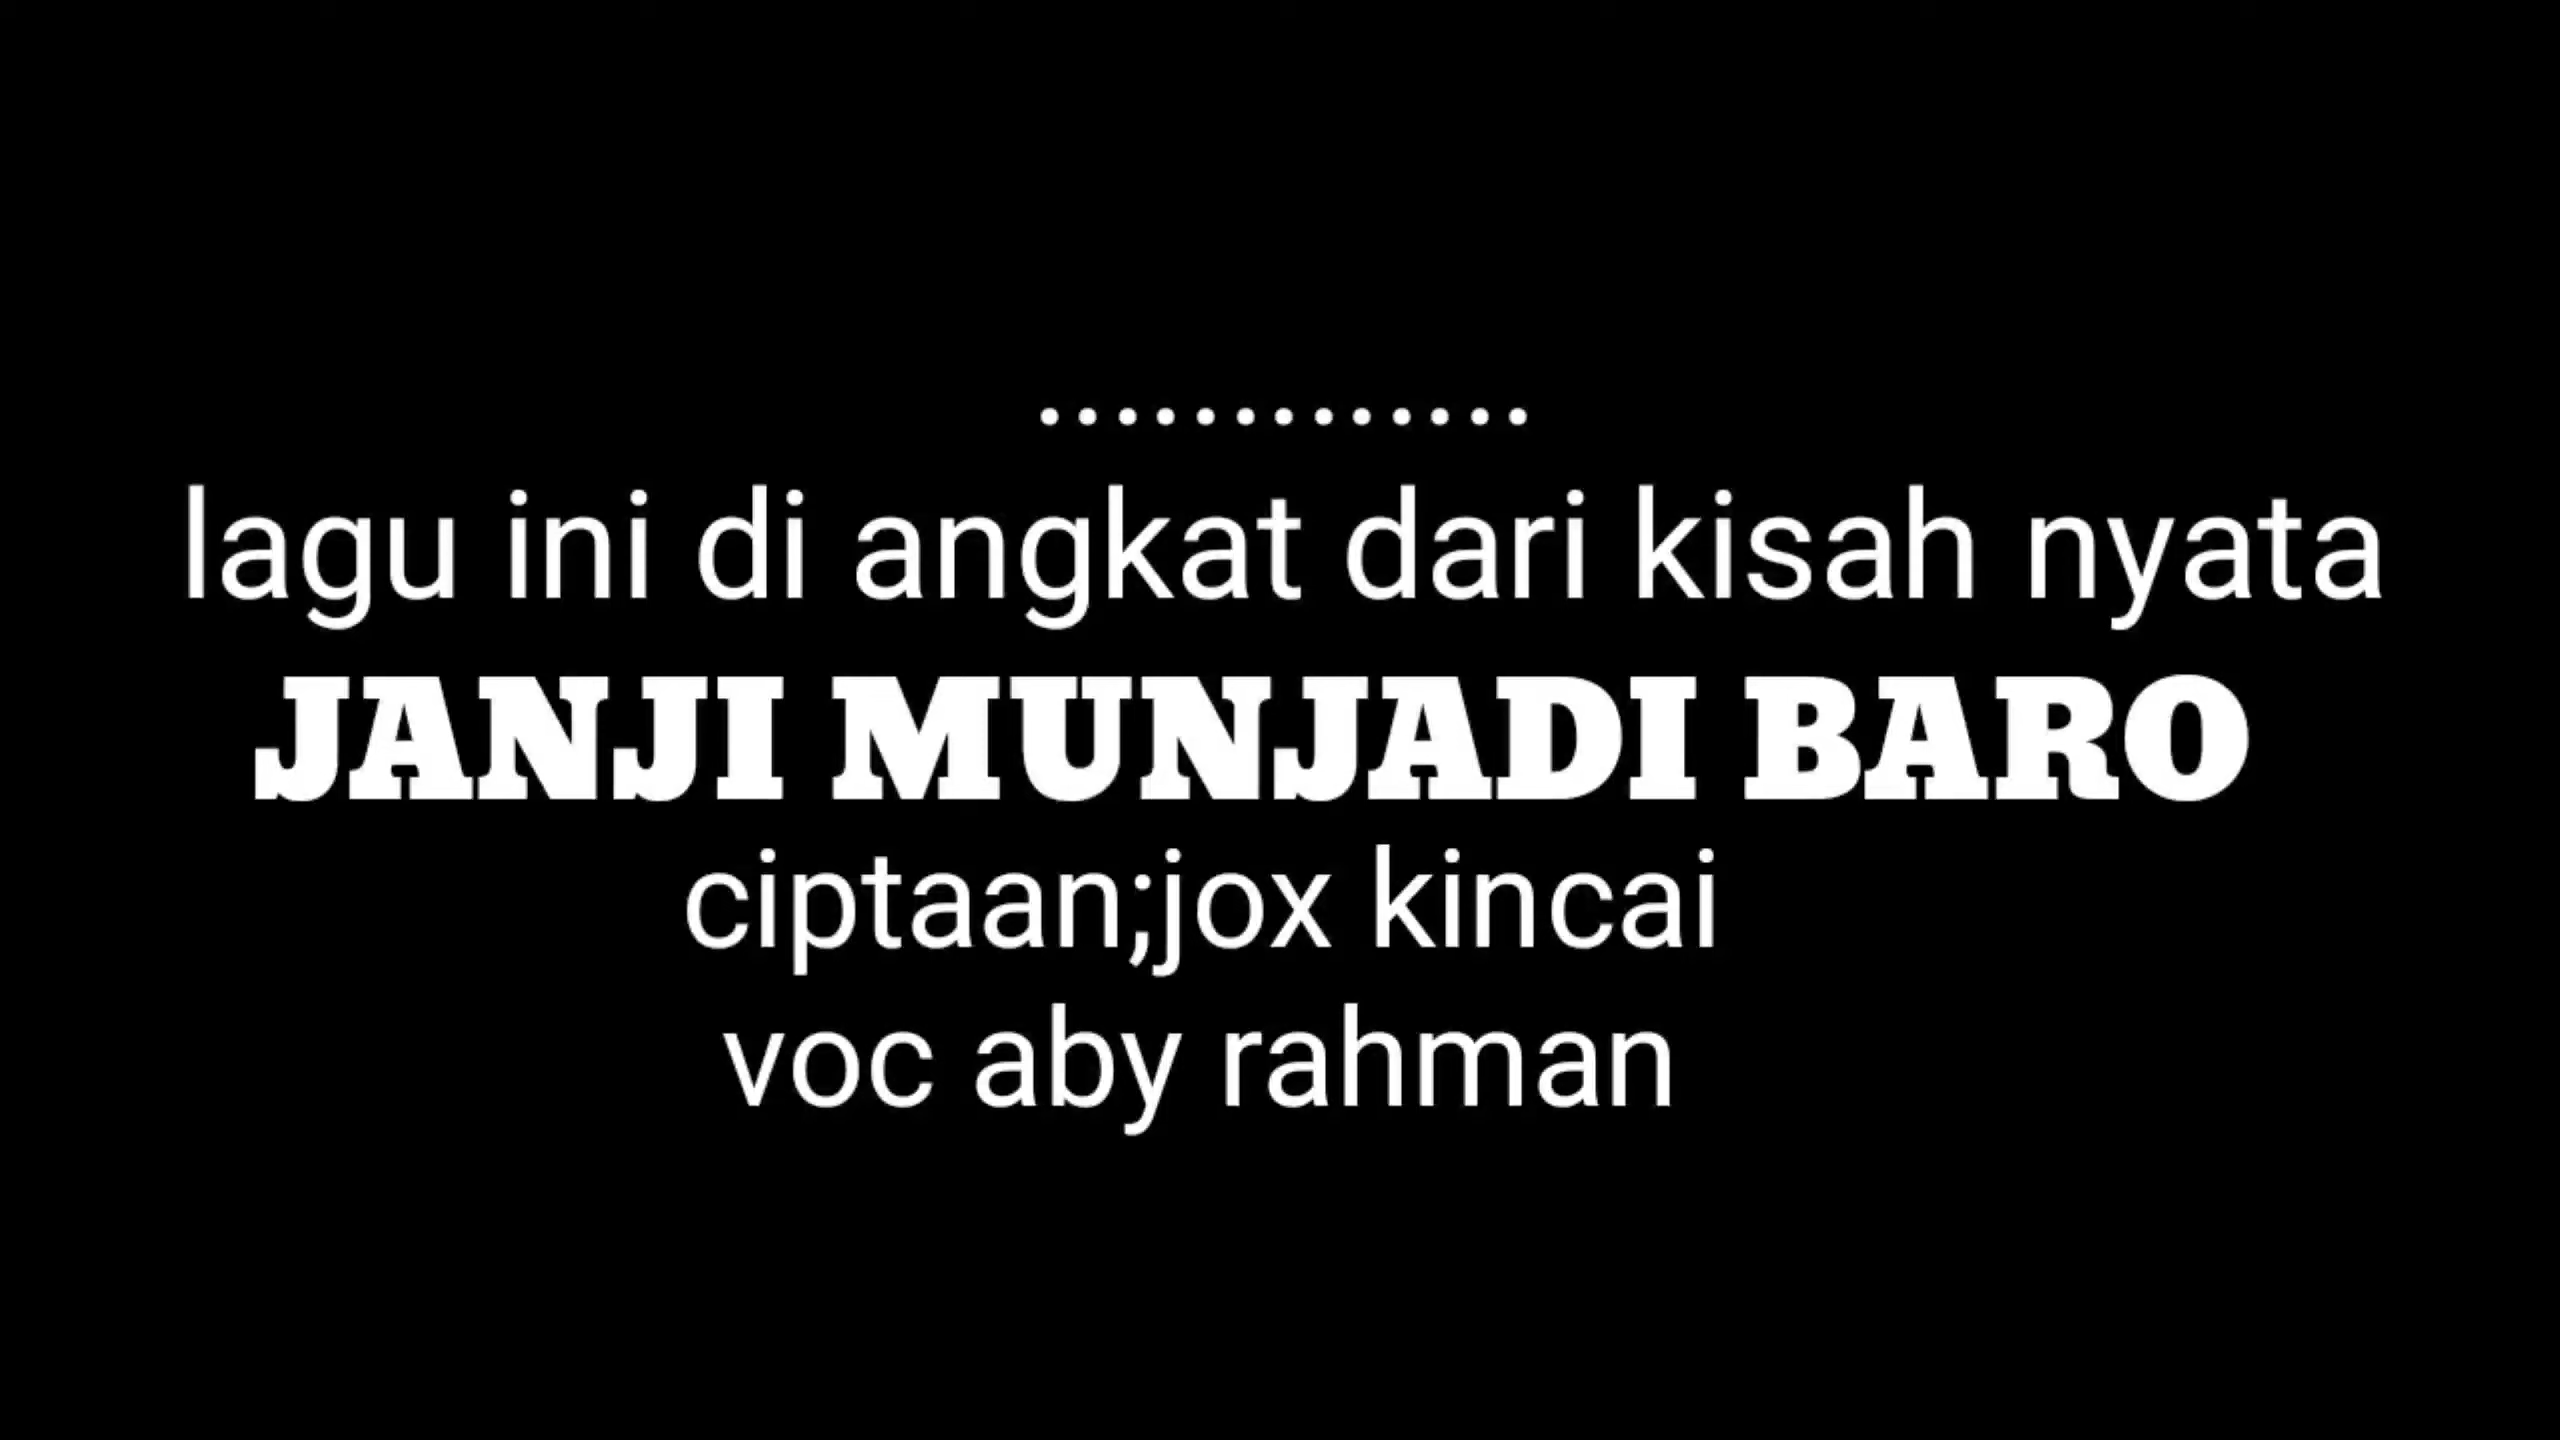 .............
lagu ini di angkat dari kisah nyata
JANJI MUNJADI BARO
ciptaan;jox kincai
voc aby rahman